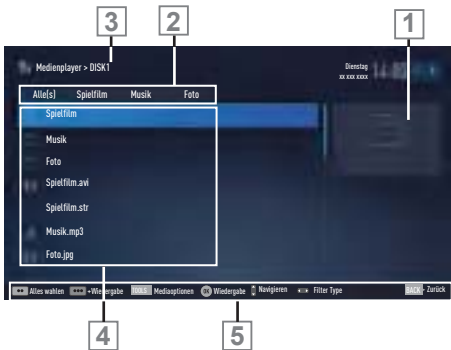 3 2 1
Medienplayer > DISK1
Dienstag
xx xxx xxxx
Alle(s) Spielfilm Musik Foto
Spielfilm
Musik
Foto
Spielfilm.avi
Spielfilm.str
Musik.mp3
Foto.jpg
Alles wahlen +Wiedergabe TOOLS Mediaoptionen OK Wiedergabe Navigieren Filter Type BACK - Zurück
4 5